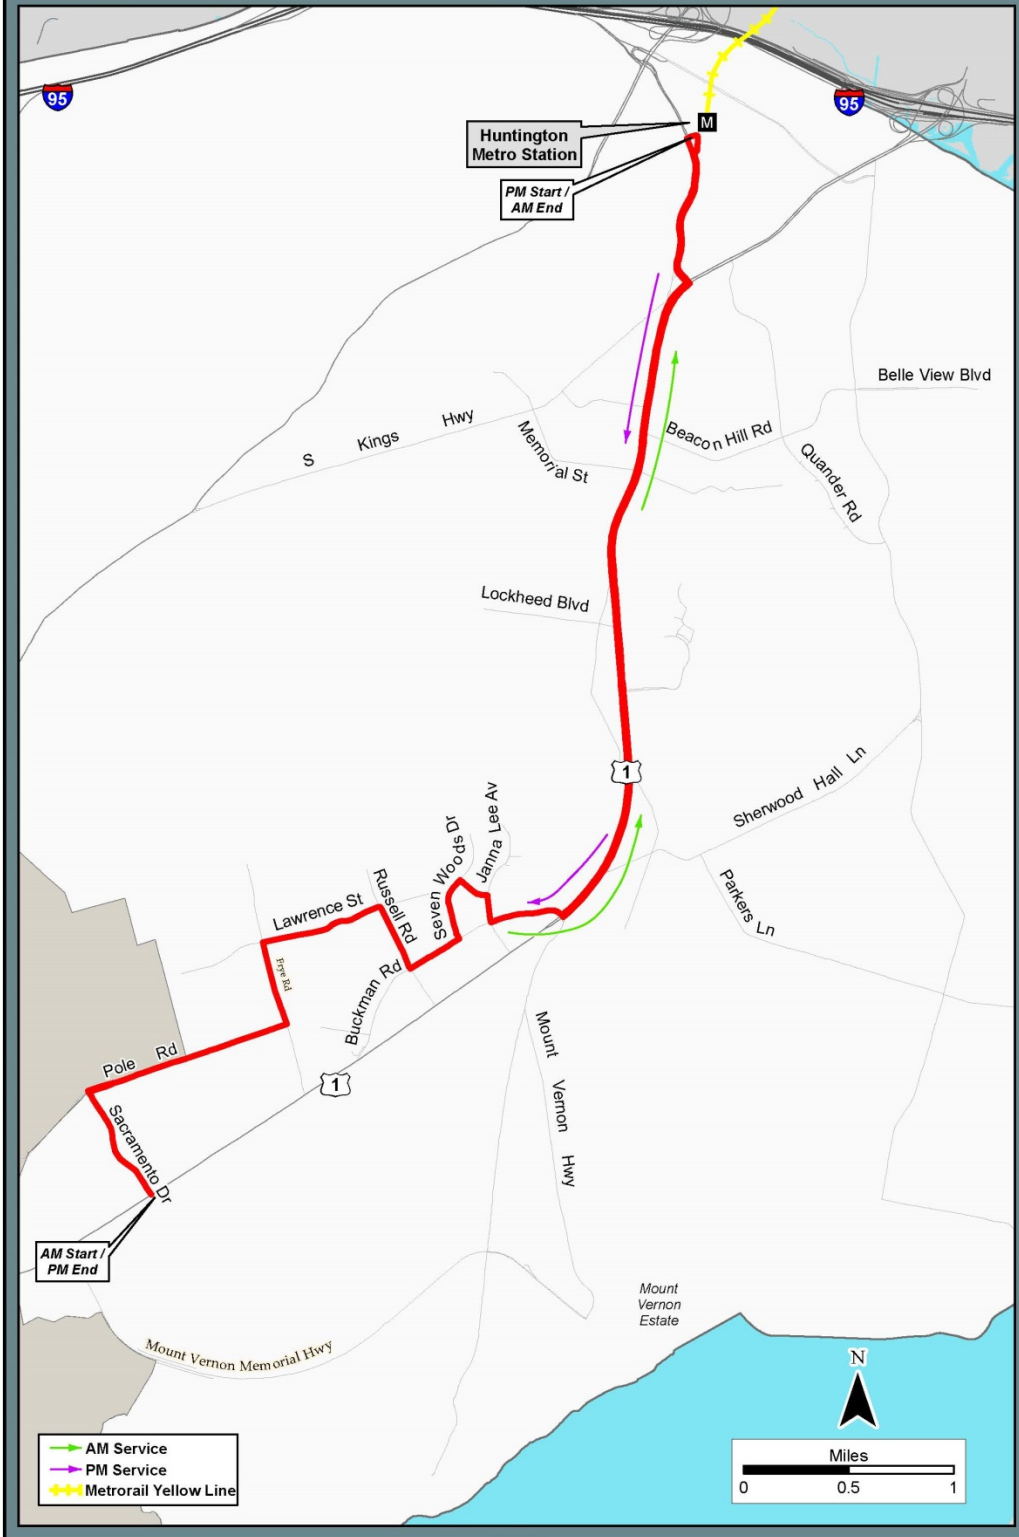 95
95
M
Huntington
Metro Station
PM Start /
AM End
Belle View Blvd
S Kings Hwy
Memorial St
Beacon Hill Rd
Quander Rd
Lockheed Blvd
1
Sherwood Hall Ln
Janna Lee Av
Seven Woods Dr
Russell Rd
Parkers Ln
Lawrence St
Frye Rd
Buckman Rd
Mount Vernon Hwy
Pole Rd
1
Sacramento Dr
AM Start /
PM End
Mount
Vernon
Estate
Mount Vernon Memorial Hwy
N
AM Service
PM Service
Metrorail Yellow Line
Miles
0 0.5 1